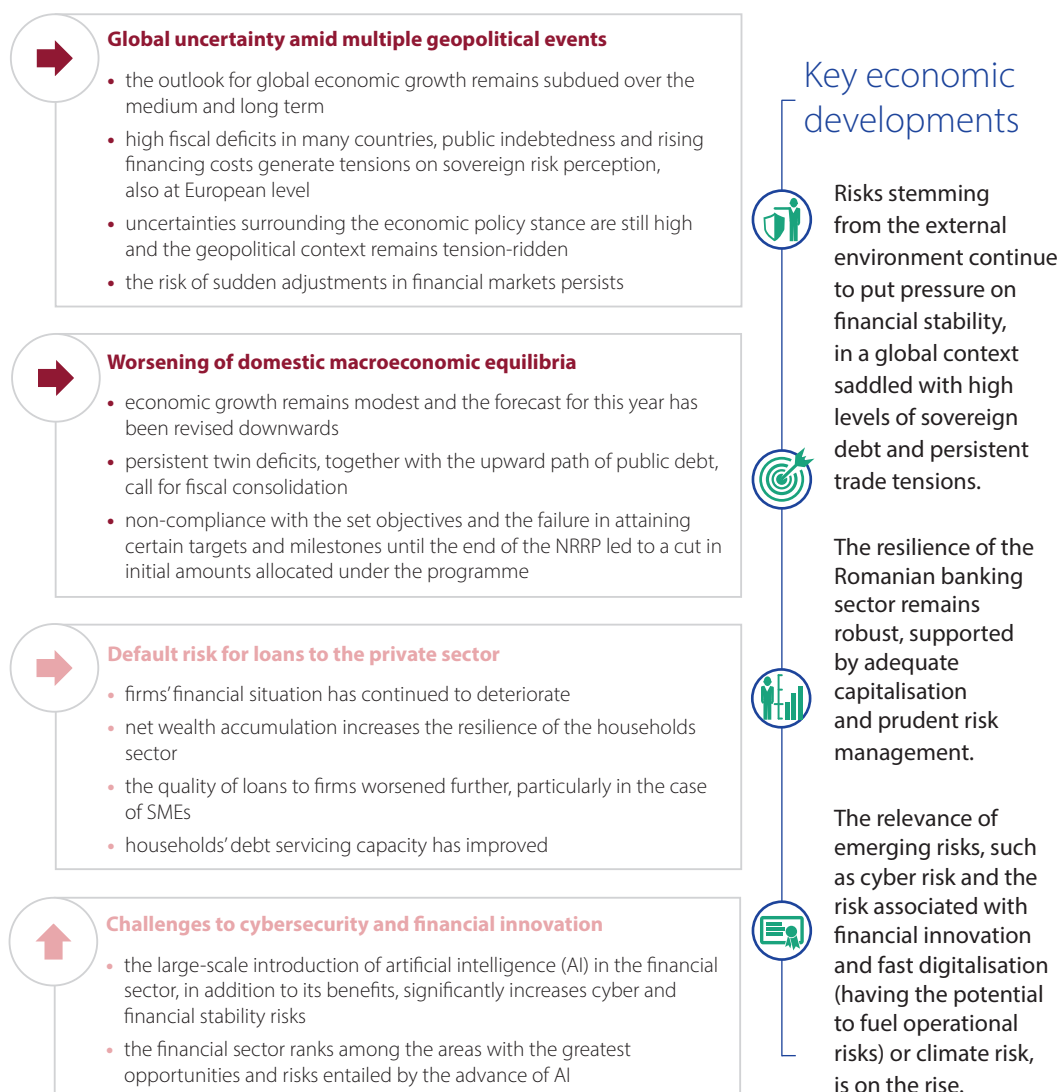 Global uncertainty amid multiple geopolitical events
• the outlook for global economic growth remains subdued over the
medium and long term
• high fiscal deficits in many countries, public indebtedness and rising
financing costs generate tensions on sovereign risk perception,
also at European level
• uncertainties surrounding the economic policy stance are still high
and the geopolitical context remains tension-ridden
• the risk of sudden adjustments in financial markets persists
Worsening of domestic macroeconomic equilibria
• economic growth remains modest and the forecast for this year has
been revised downwards
• persistent twin deficits, together with the upward path of public debt,
call for fiscal consolidation
• non-compliance with the set objectives and the failure in attaining
certain targets and milestones until the end of the NRRP led to a cut in
initial amounts allocated under the programme
Default risk for loans to the private sector
• firms' financial situation has continued to deteriorate
• net wealth accumulation increases the resilience of the households
sector
• the quality of loans to firms worsened further, particularly in the case
of SMEs
• households' debt servicing capacity has improved
Challenges to cybersecurity and financial innovation
• the large-scale introduction of artificial intelligence (AI) in the financial
sector, in addition to its benefits, significantly increases cyber and
financial stability risks
• the financial sector ranks among the areas with the greatest
opportunities and risks entailed by the advance of AI
Key economic
developments
Risks stemming
from the external
environment continue
to put pressure on
financial stability,
in a global context
saddled with high
levels of sovereign
debt and persistent
trade tensions.
The resilience of the
Romanian banking
sector remains
robust, supported
by adequate
capitalisation
and prudent risk
management.
The relevance of
emerging risks, such
as cyber risk and the
risk associated with
financial innovation
and fast digitalisation
(having the potential
to fuel operational
risks) or climate risk,
is on the rise.